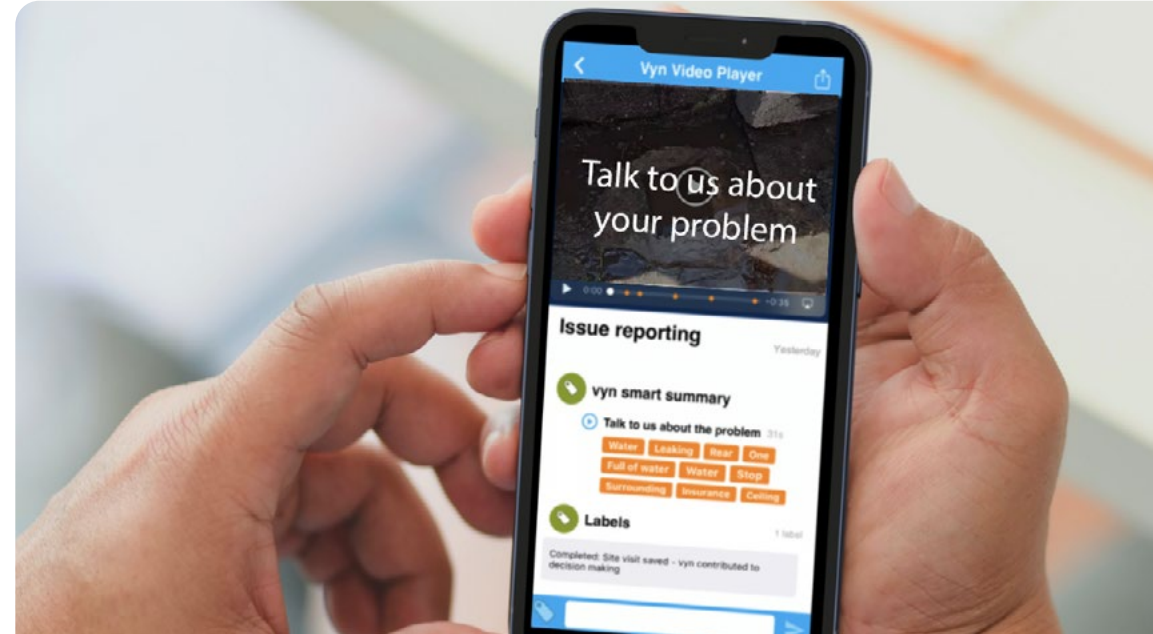 Vyn Video Player
Talk to us about
your problem
0:00 -0:35
Issue reporting
Yesterday
vyn smart summary
Talk to us about the problem 31s
Water Leaking Rear One
Full of water Water Stop
Surrounding Insurance Ceiling
Labels 1 label
Completed: Site visit saved - vyn contributed to
decision making